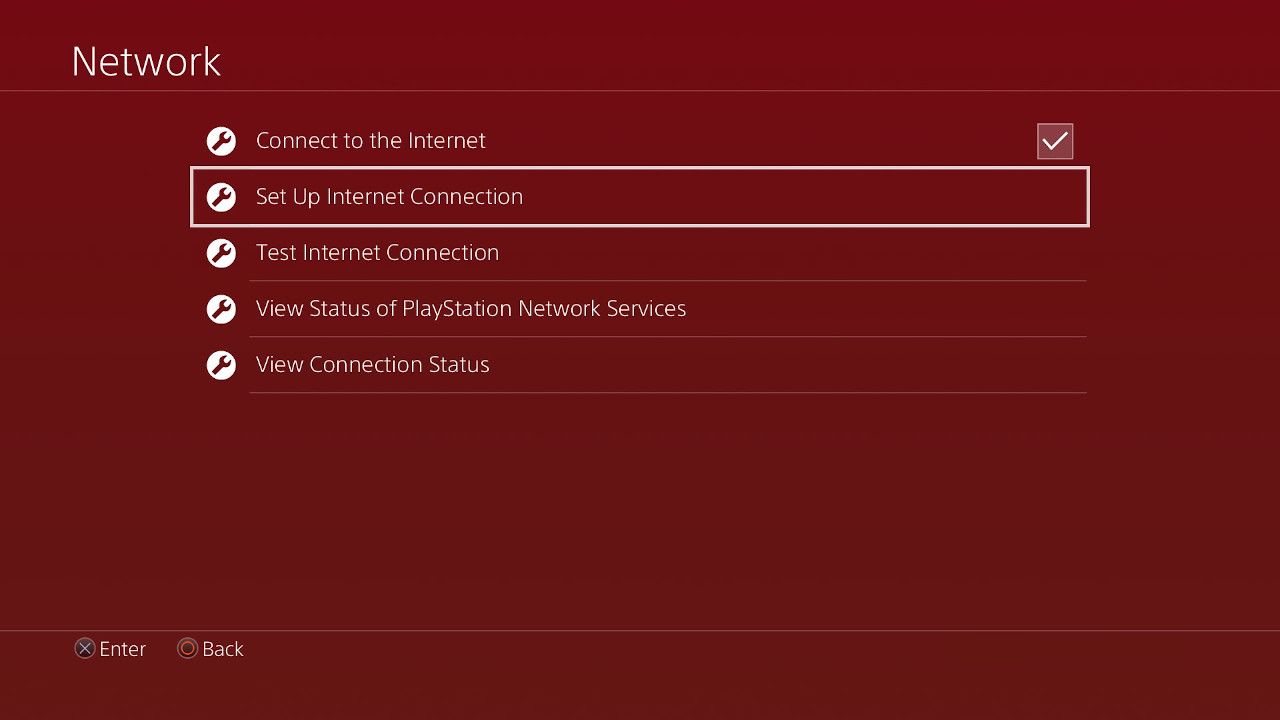 Network
Connect to the Internet
Set Up Internet Connection
Test Internet Connection
View Status of PlayStation Network Services
View Connection Status
Enter Back